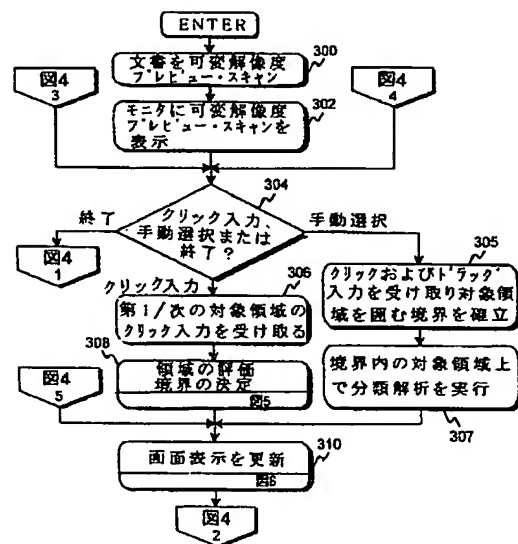 ENTER
文書を可変解像度
プレビュー・スキャン
300
図4
3
モニタに可変解像度
プレビュー・スキャンを
表示
302
図4
4
304
クリック入力、
手動選択または
終了?
終了
手動選択
図4
1
クリック入力
306
第1/次の対象領域の
クリック入力を受け取る
305
クリックおよびドラッグ
入力を受け取り対象領
域を囲む境界を確立
308
領域の評価
境界の決定
図5
図4
5
境界内の対象領域上
で分類解析を実行
307
310
画面表示を更新
図6
図4
2